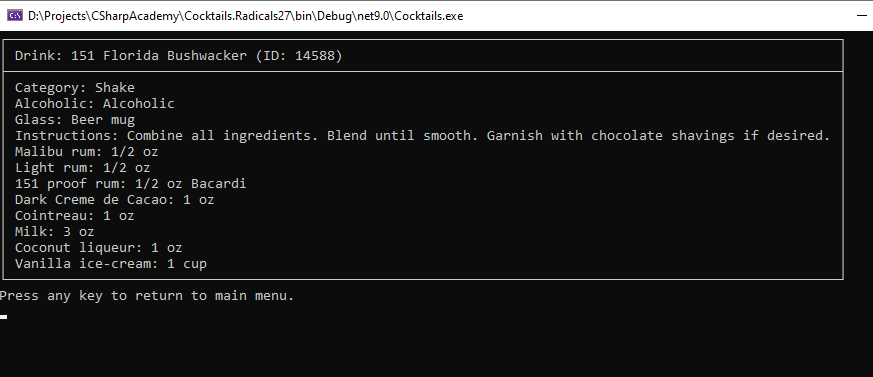 D:\Projects\CSharpAcademy\Cocktails.Radicals27\bin\Debug\net9.0\Cocktails.exe
Drink: 151 Florida Bushwacker (ID: 14588)
Category: Shake
Alcoholic: Alcoholic
Glass: Beer mug
Instructions: Combine all ingredients. Blend until smooth. Garnish with chocolate shavings if desired.
Malibu rum: 1/2 oz
Light rum: 1/2 oz
151 proof rum: 1/2 oz Bacardi
Dark Creme de Cacao: 1 oz
Cointreau: 1 oz
Milk: 3 oz
Coconut liqueur: 1 oz
Vanilla ice-cream: 1 cup
Press any key to return to main menu.